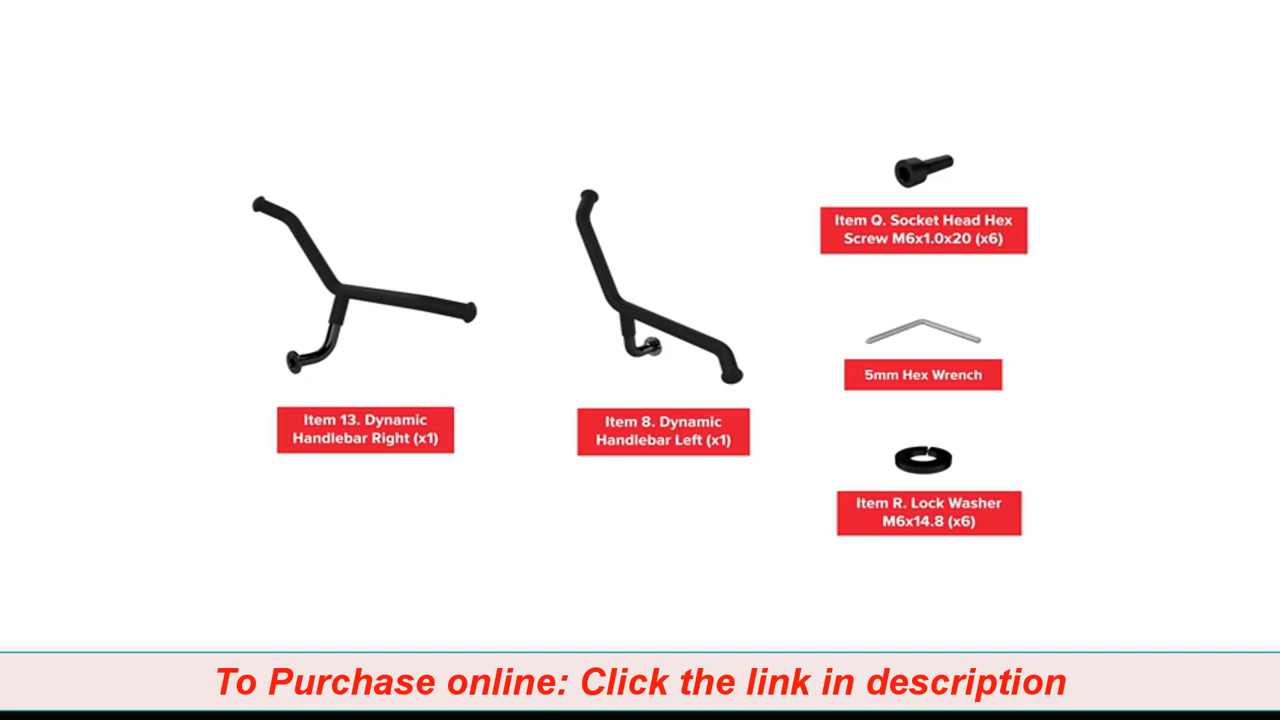 Item Q. Socket Head Hex
Screw M6x1.0x20 (x6)
5mm Hex Wrench
Item 13. Dynamic
Handlebar Right (x1)
Item 8. Dynamic
Handlebar Left (x1)
Item R. Lock Washer
M6x14.8 (x6)
To Purchase online: Click the link in description